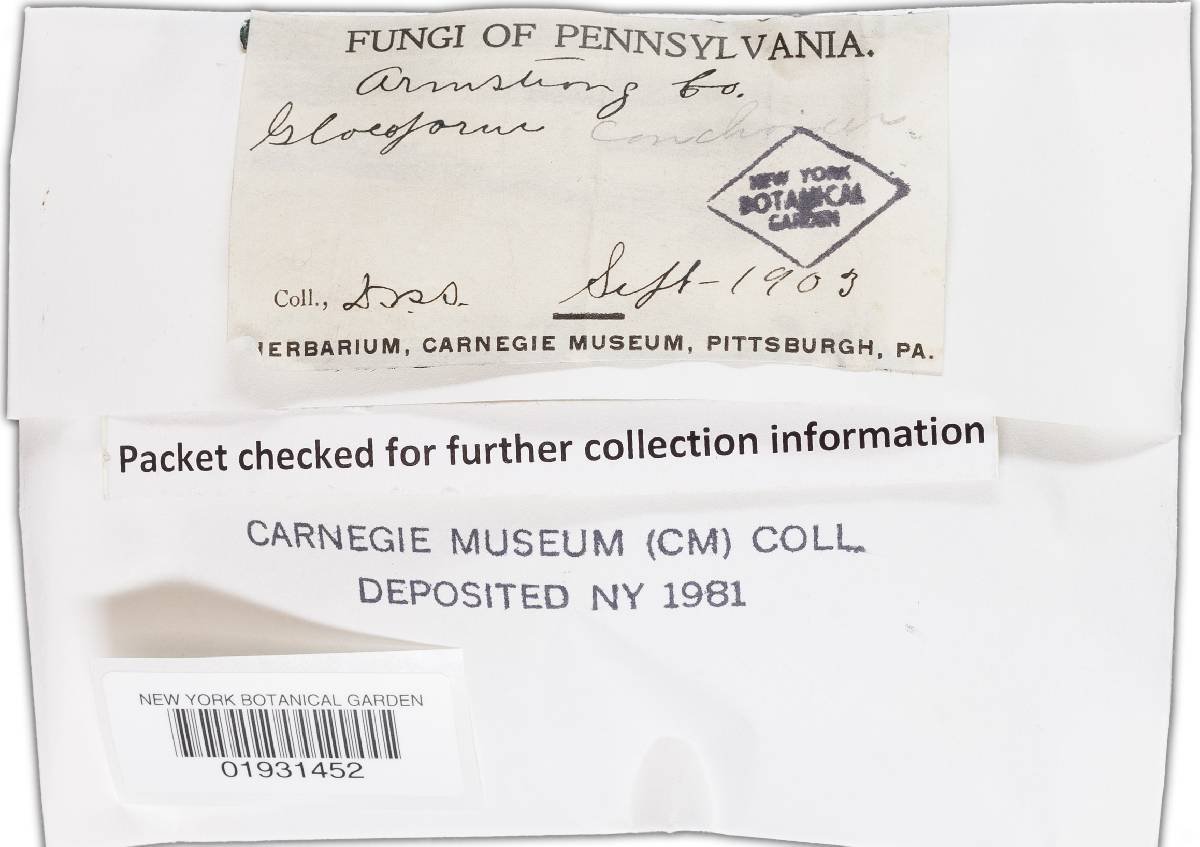 FUNGI OF PENNSYLVANIA.
Armstrong Co.
Gloeoporus
NEW YORK
BOTANICAL
GARDEN
Coll.,
Sept-1903
HERBARIUM, CARNEGIE MUSEUM, PITTSBURGH, PA.
Packet checked for further collection information
CARNEGIE MUSEUM (CM) COLL.
DEPOSITED NY 1981
NEW YORK BOTANICAL GARDEN
01931452